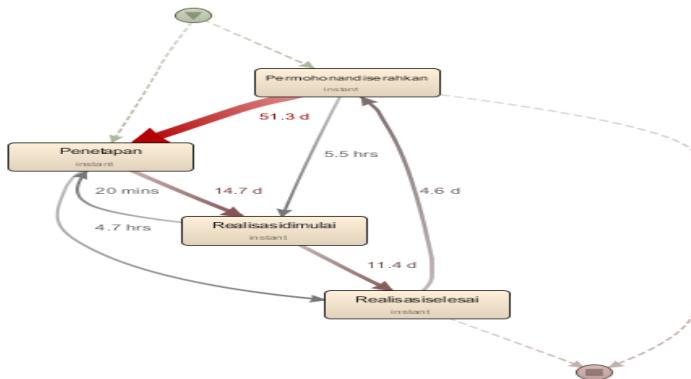 Permohonandiserahkan
instant
51.3 d
Penetapan
instant
5.5 hrs
20 mins
14.7 d
4.6 d
4.7 hrs
Realisasidimulai
instant
11.4 d
Realisasiselesai
instant